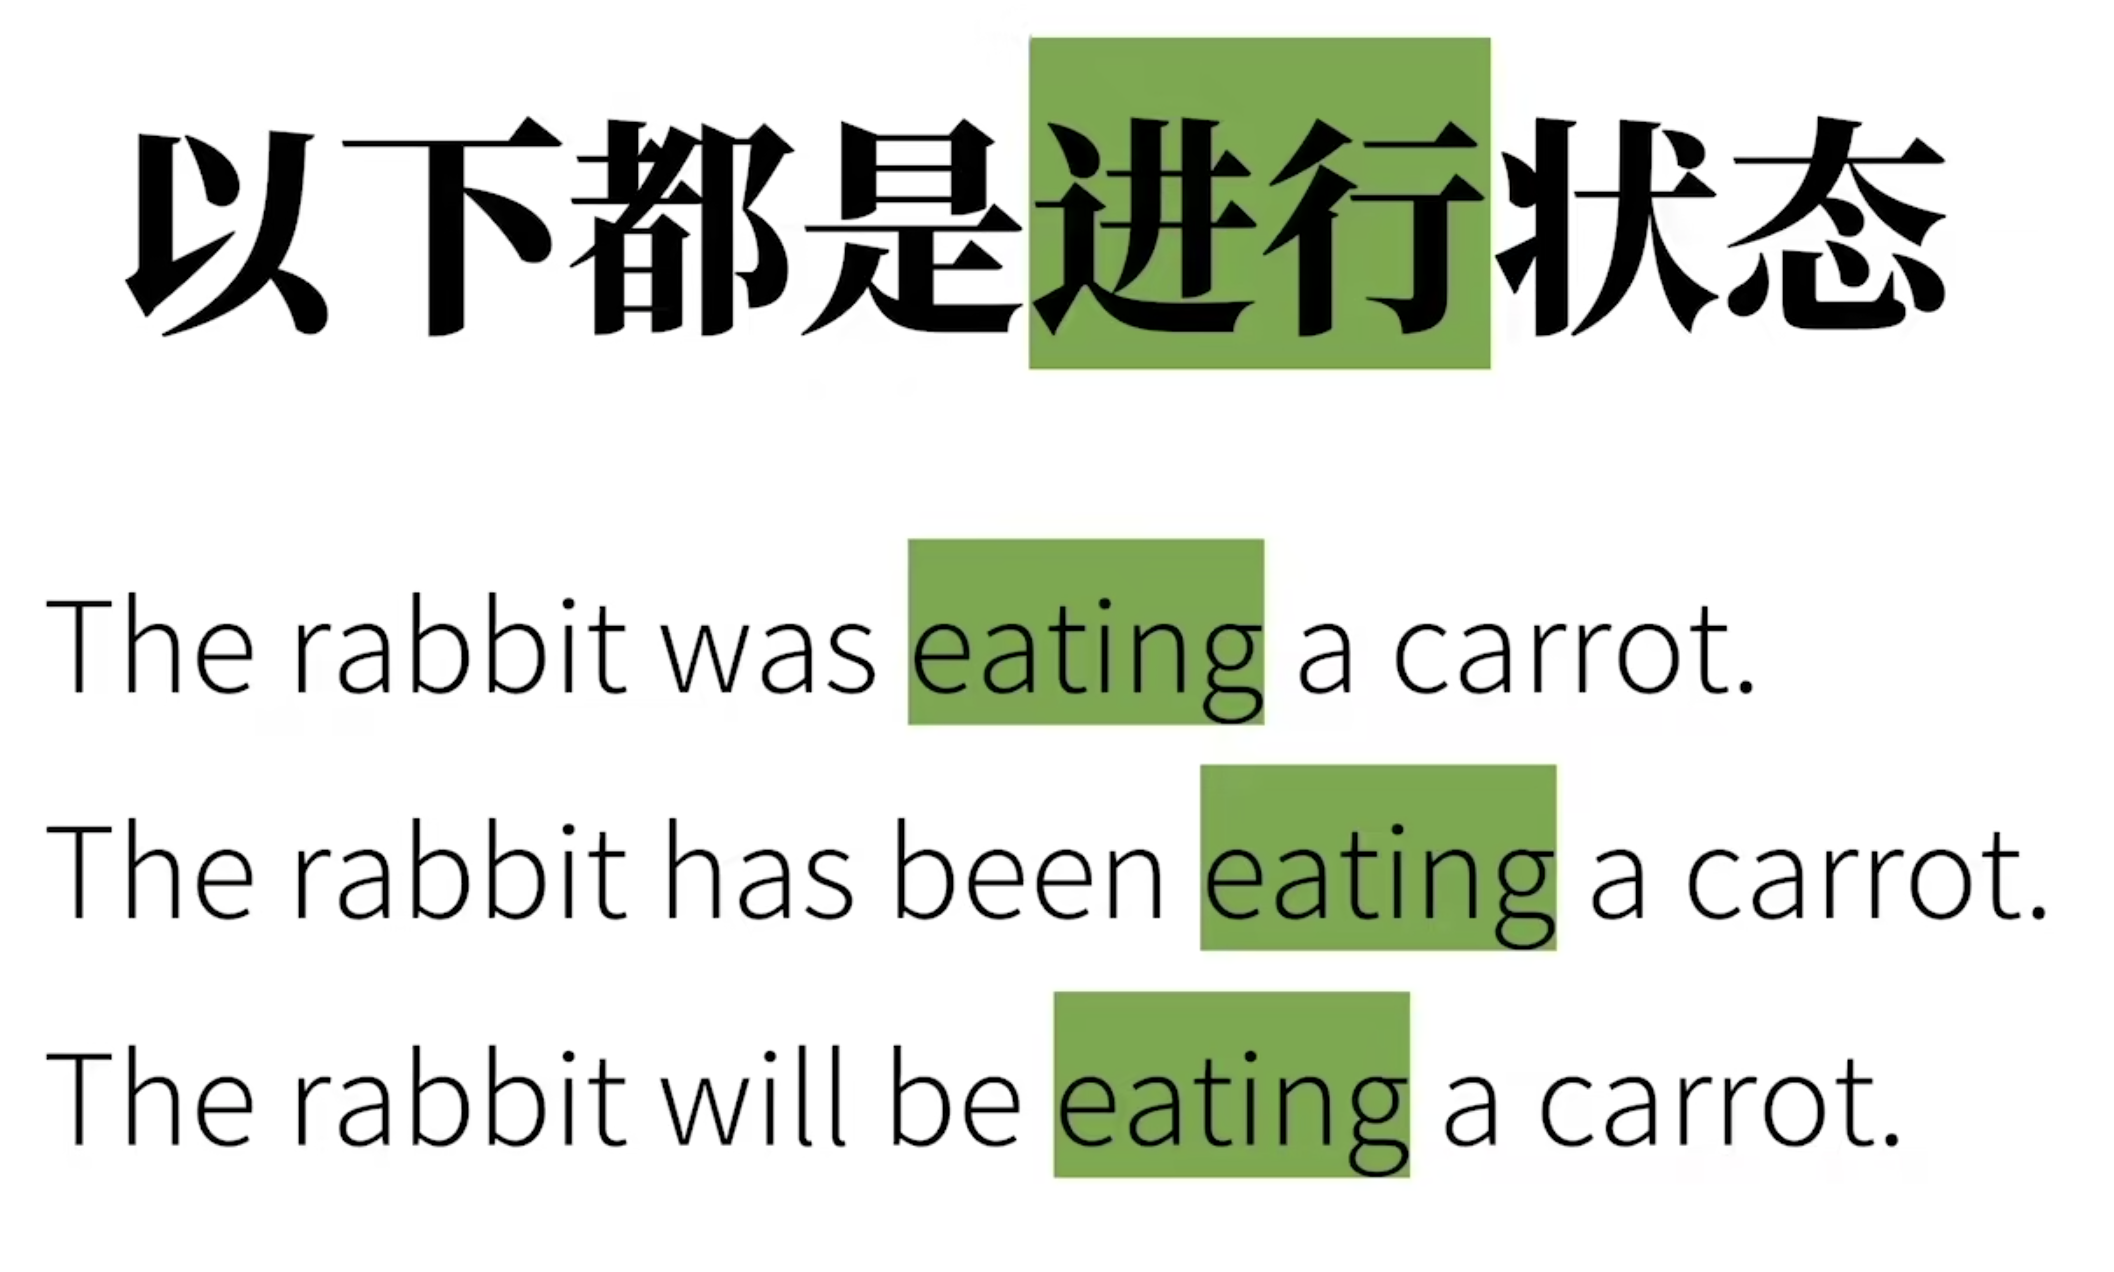 以下都是进行状态
The rabbit was eating a carrot.
The rabbit has been eating a carrot.
The rabbit will be eating a carrot.